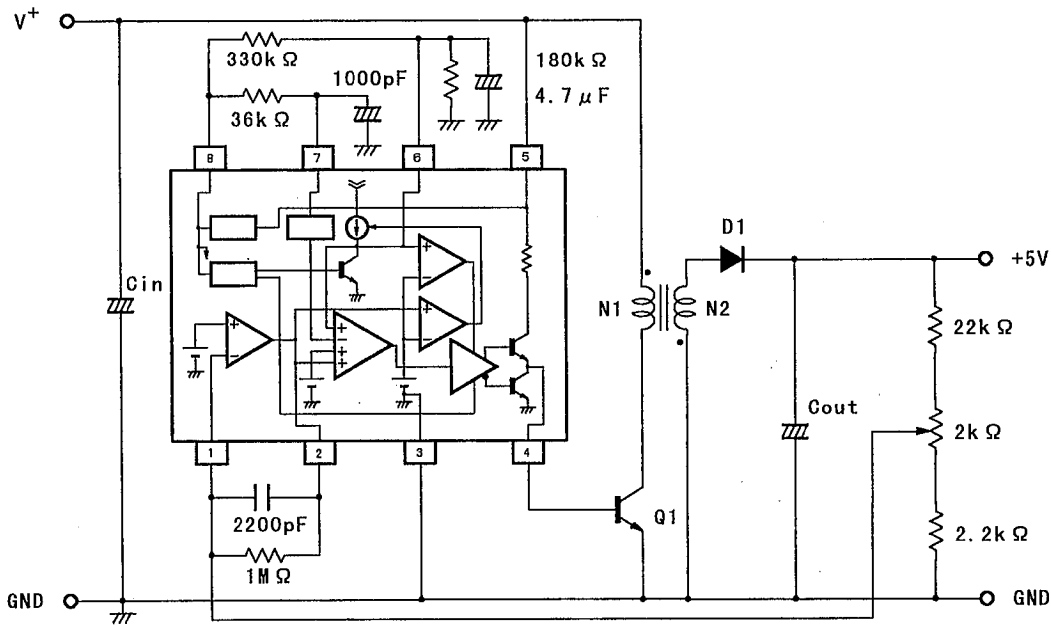 V+
330kΩ
180kΩ
1000pF
4.7μF
36kΩ
8
7
6
5
D1
+5V
Cin
N1
N2
22kΩ
Cout
2kΩ
1
2
3
4
2200pF
Q1
2.2kΩ
1MΩ
GND
GND